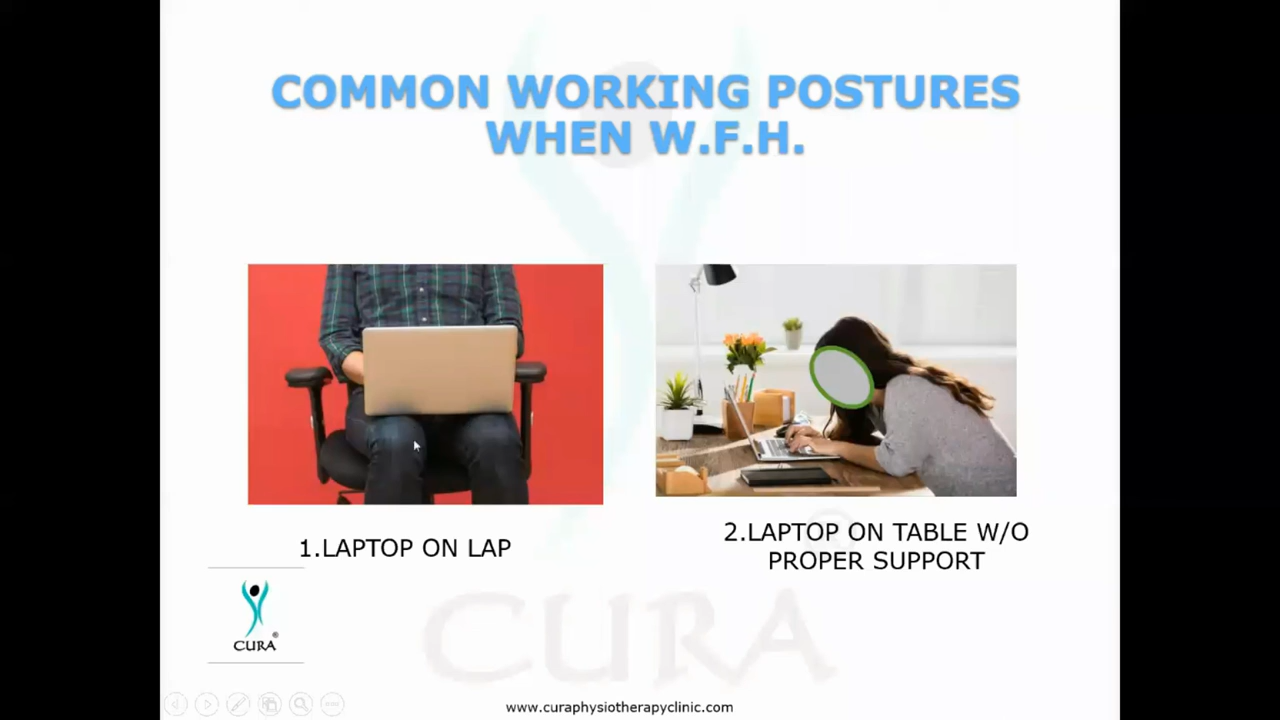 COMMON WORKING POSTURES
WHEN W.F.H.
1.LAPTOP ON LAP
2.LAPTOP ON TABLE W/O
PROPER SUPPORT
CURA®
CURA®
www.curaphysiotherapyclinic.com